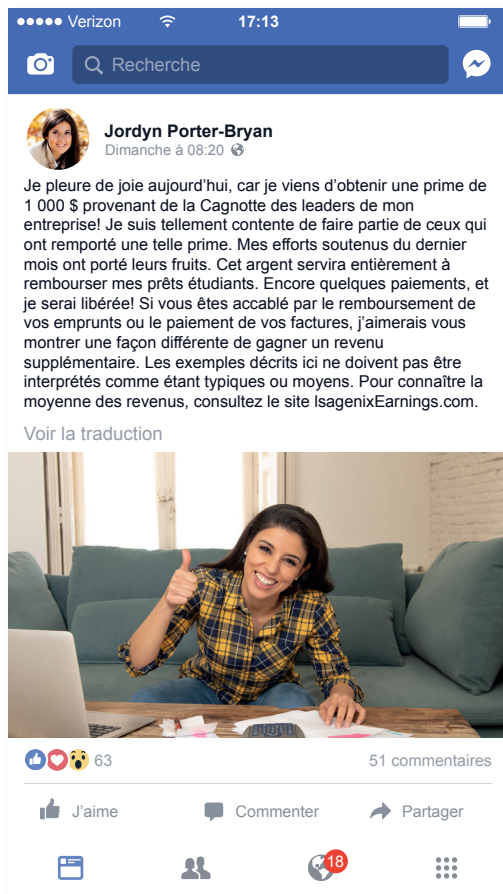 Verizon
17:13
Recherche
Jordyn Porter-Bryan
Dimanche à 08:20
Je pleure de joie aujourd'hui, car je viens d'obtenir une prime de
1 000 $ provenant de la Cagnotte des leaders de mon
entreprise! Je suis tellement contente de faire partie de ceux qui
ont remporté une telle prime. Mes efforts soutenus du dernier
mois ont porté leurs fruits. Cet argent servira entièrement à
rembourser mes prêts étudiants. Encore quelques paiements, et
je serai libérée! Si vous êtes accablé par le remboursement de
vos emprunts ou le paiement de vos factures, j'aimerais vous
montrer une façon différente de gagner un revenu
supplémentaire. Les exemples décrits ici ne doivent pas être
interprétés comme étant typiques ou moyens. Pour connaître la
moyenne des revenus, consultez le site IsagenixEarnings.com.
Voir la traduction
63
51 commentaires
J'aime
Commenter
Partager
18